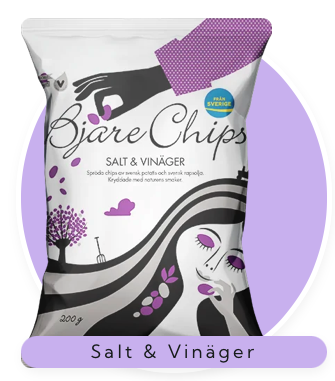 FRÅN
SVERIGE
Bjäre Chips
SALT & VINÄGER
Spröda chips av svensk potatis och svensk rapsolja.
Kryddade med naturens smaker.
200 g
Salt & Vinäger